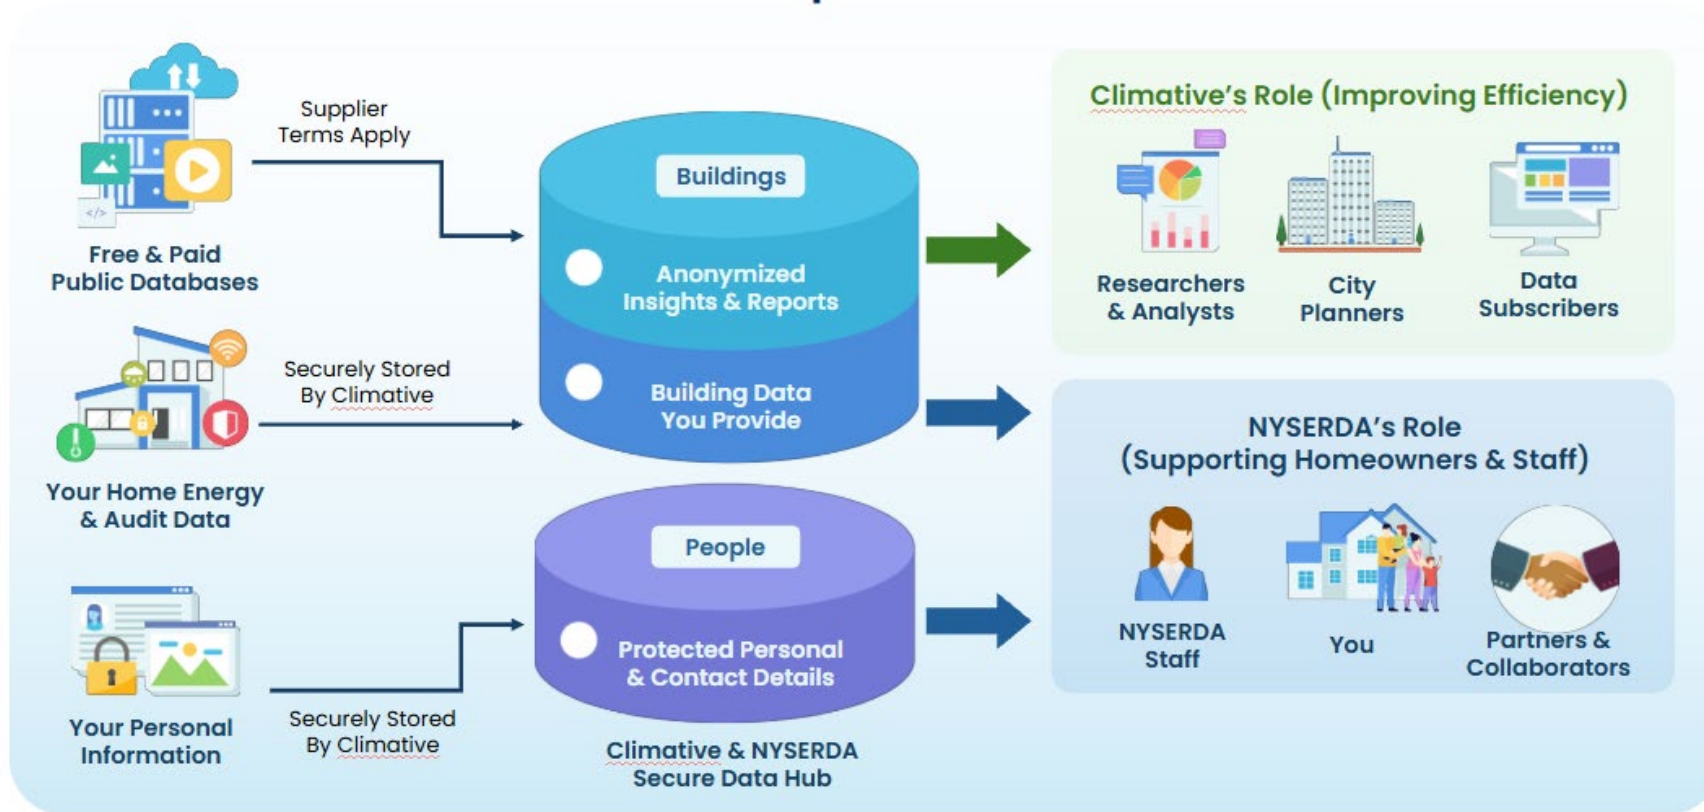 Supplier
Terms Apply
Free & Paid
Public Databases
Securely Stored
By Climative
Your Home Energy
& Audit Data
Your Personal
Information
Securely Stored
By Climative
Buildings
Anonymized
Insights & Reports
Building Data
You Provide
People
Protected Personal
& Contact Details
Climative & NYSERDA
Secure Data Hub
Climative's Role (Improving Efficiency)
Researchers
& Analysts
City
Planners
Data
Subscribers
NYSERDA's Role
(Supporting Homeowners & Staff)
NYSERDA
Staff
You
Partners &
Collaborators